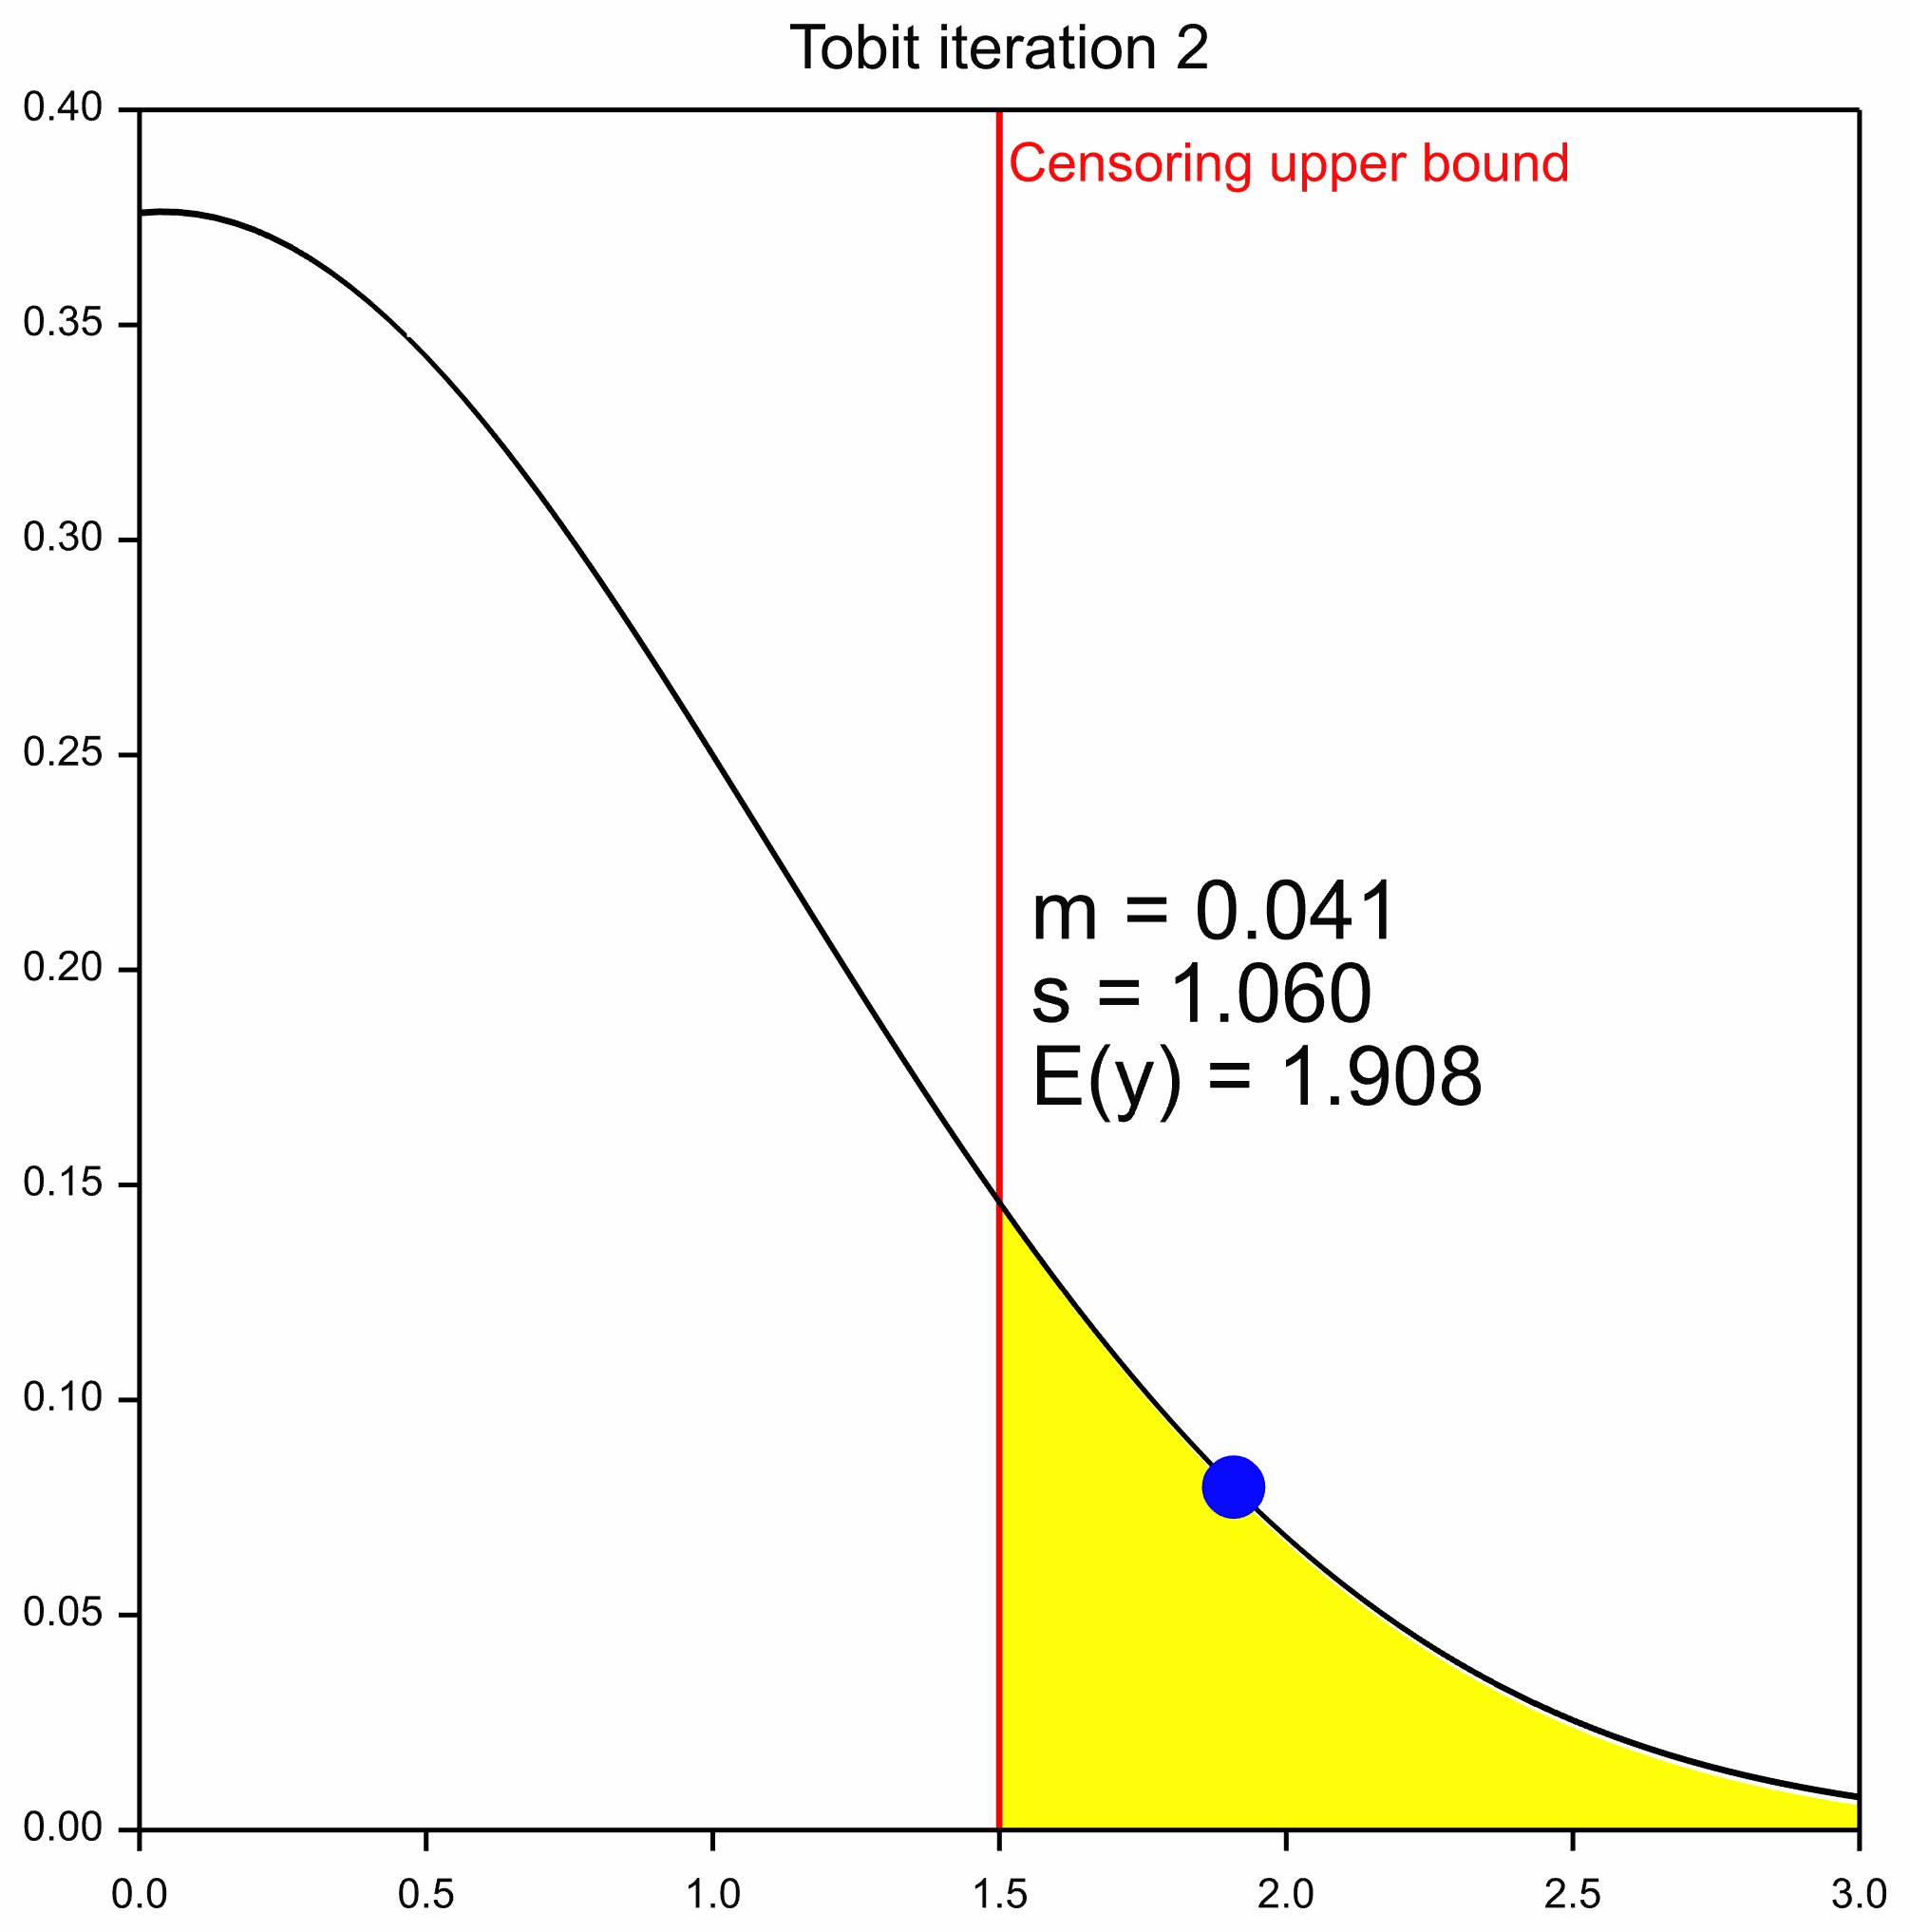 Tobit iteration 2
0.40
Censoring upper bound
0.35
0.30
0.25
m = 0.041
0.20
s = 1.060
E(y) = 1.908
0.15
0.10
0.05
0.00
0.0 0.5 1.0 1.5 2.0 2.5 3.0